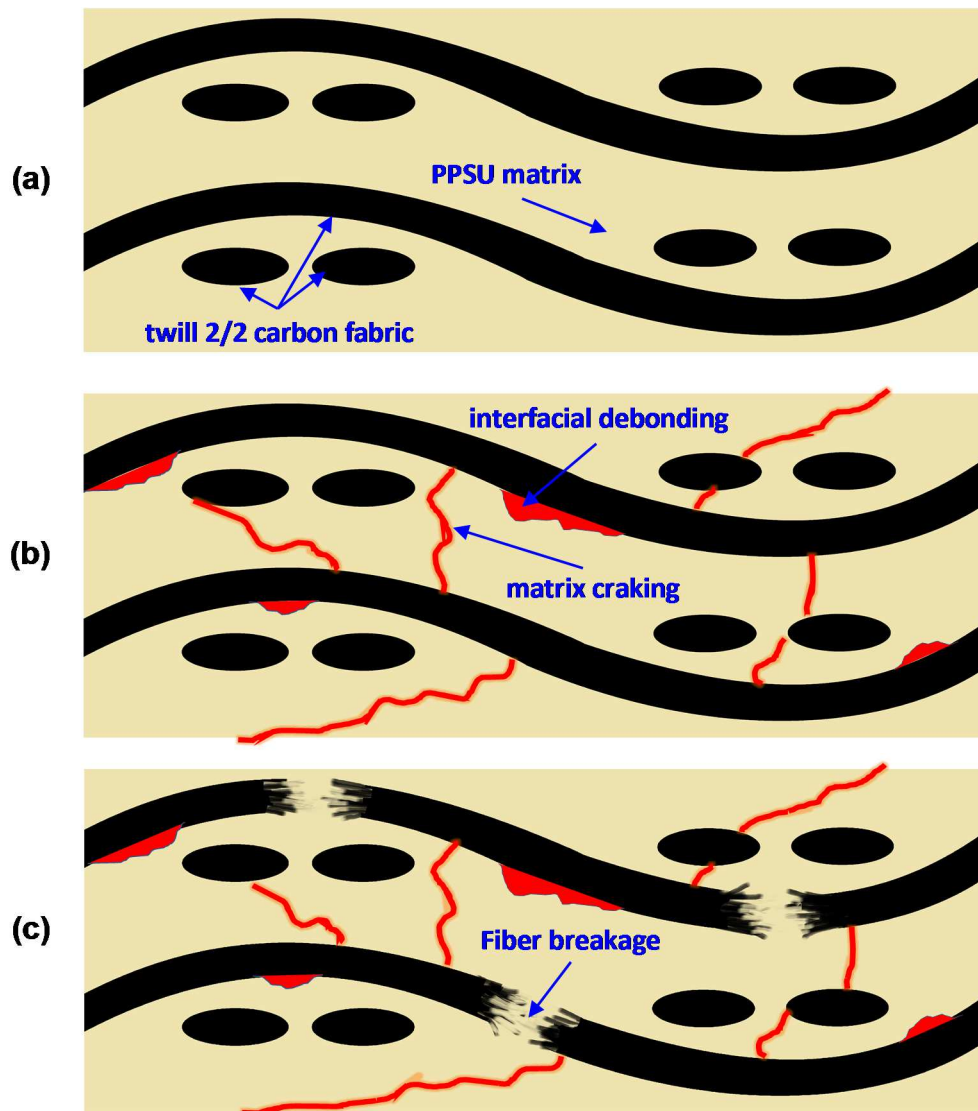 (a)
PPSU matrix
twill 2/2 carbon fabric
(b)
interfacial debonding
matrix craking
(c)
Fiber breakage